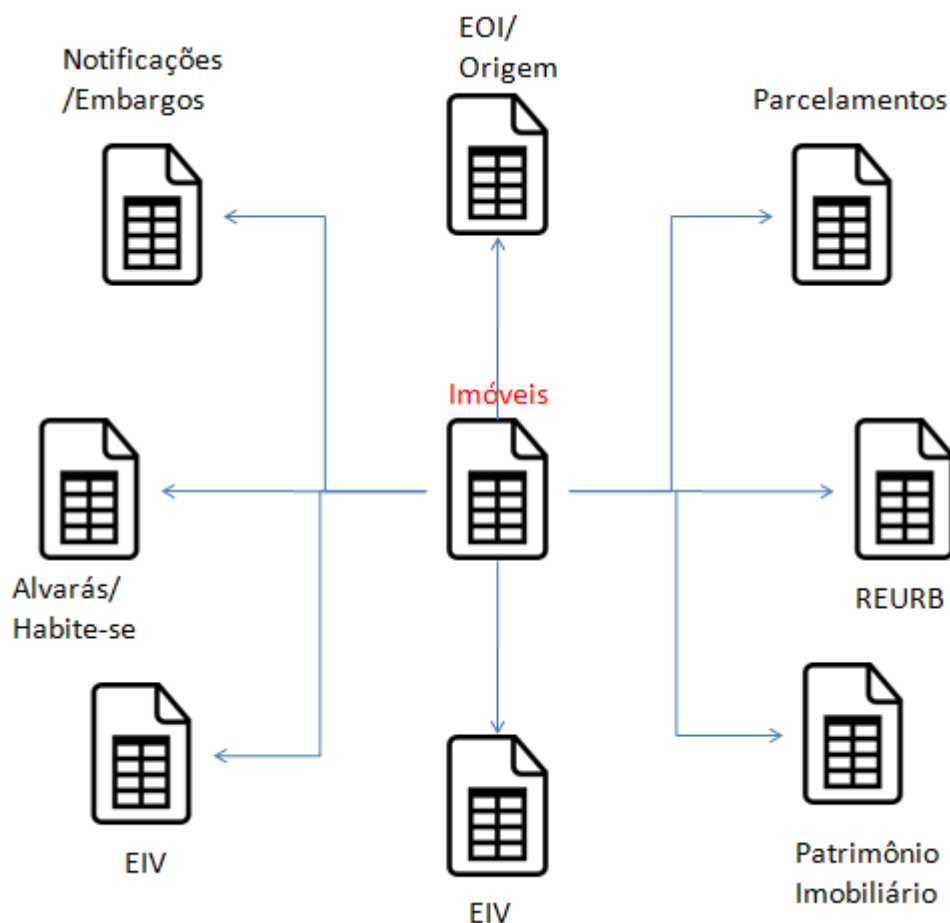 EOI/
Origem
Notificações
/Embargos
Parcelamentos
Imóveis
Alvarás/
Habite-se
REURB
EIV
EIV
Patrimônio
Imobiliário